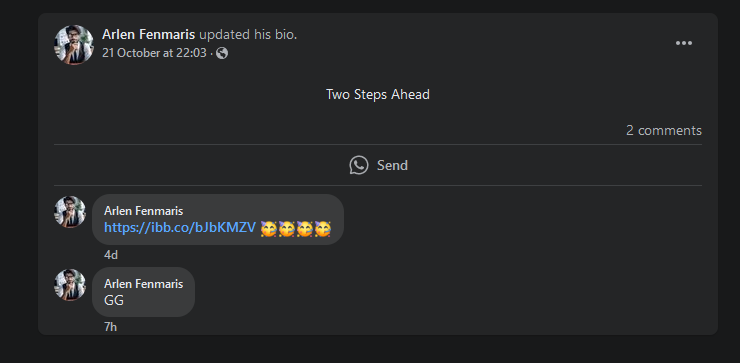 Arlen Fenmaris updated his bio.
21 October at 22:03 ·
Two Steps Ahead
2 comments
Send
Arlen Fenmaris
https://ibb.co/bJbKMZV 🥳🥳🥳🥳
4d
Arlen Fenmaris
GG
7h